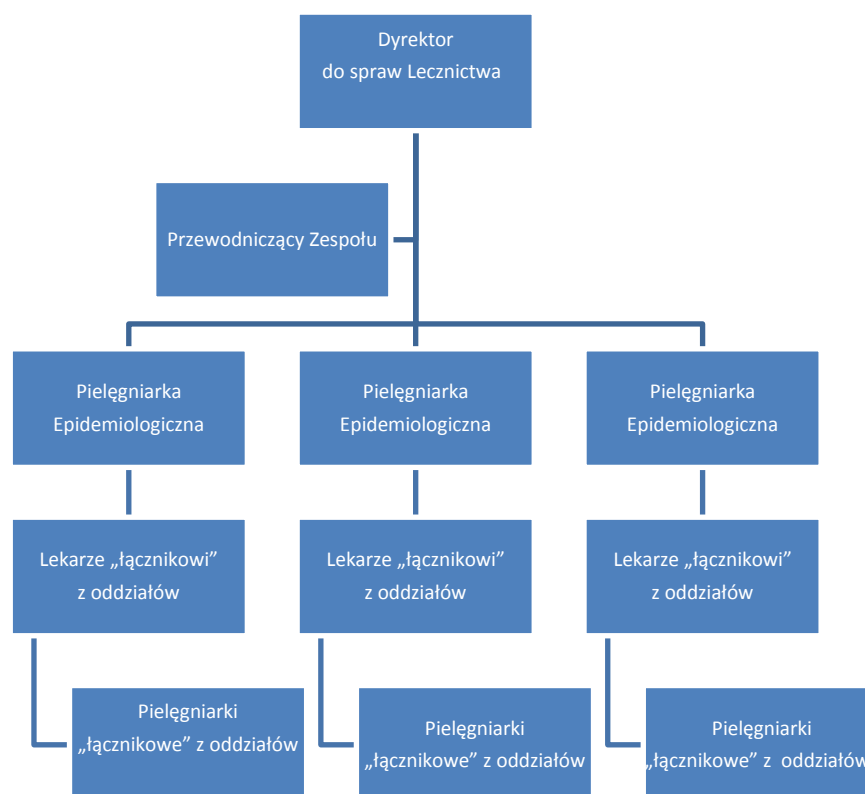 Dyrektor
do spraw Lecznictwa
Przewodniczący Zespołu
Pielęgniarka
Epidemiologiczna
Pielęgniarka
Epidemiologiczna
Pielęgniarka
Epidemiologiczna
Lekarze „łącznikowi”
z oddziałów
Lekarze „łącznikowi”
z oddziałów
Lekarze „łącznikowi”
z oddziałów
Pielęgniarki
„łącznikowe” z oddziałów
Pielęgniarki
„łącznikowe” z oddziałów
Pielęgniarki
„łącznikowe” z oddziałów